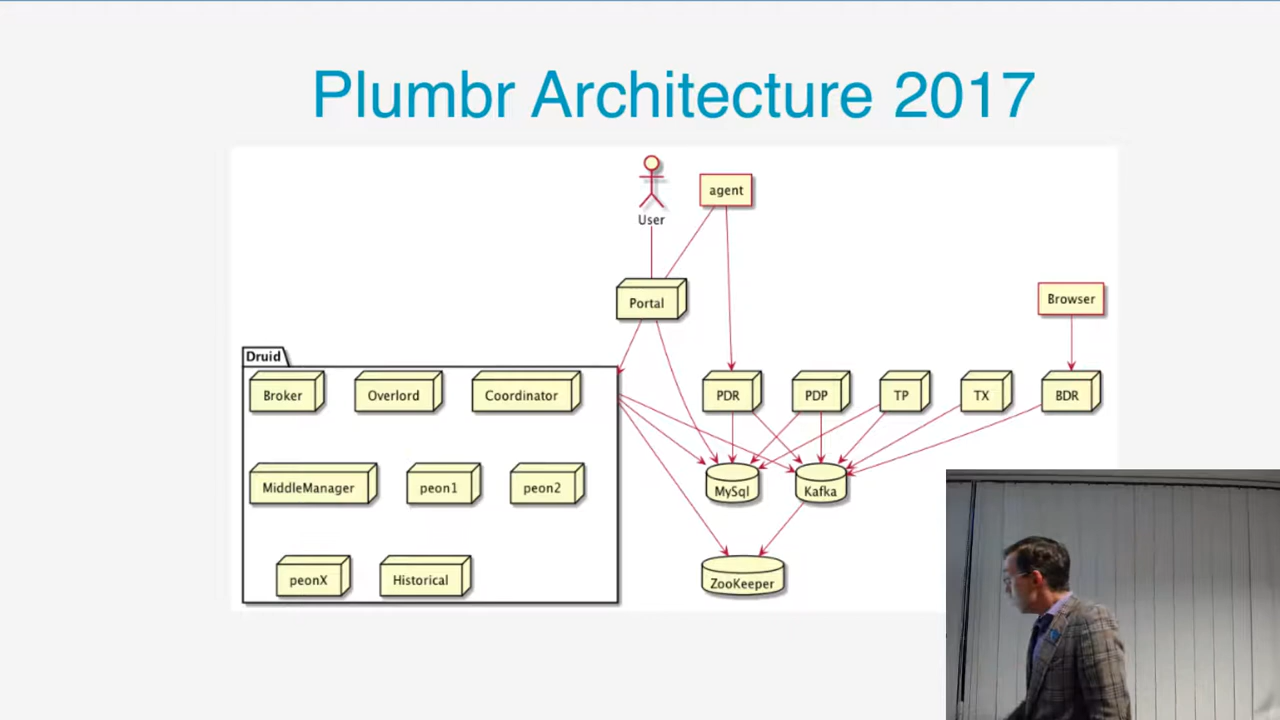 Plumbr Architecture 2017
User
agent
Portal
Browser
Druid
Broker
Overlord
Coordinator
PDR
PDP
TP
TX
BDR
MiddleManager
peon1
peon2
MySql
Kafka
peonX
Historical
ZooKeeper